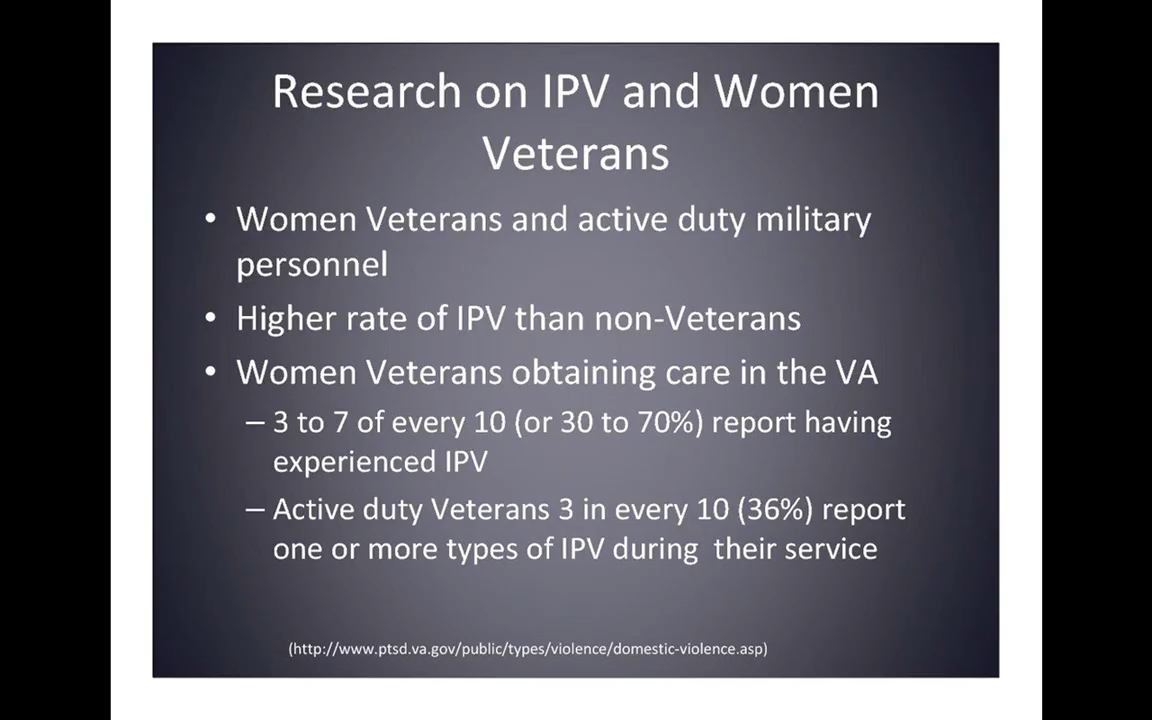 Research on IPV and Women
Veterans
• Women Veterans and active duty military
personnel
• Higher rate of IPV than non-Veterans
• Women Veterans obtaining care in the VA
– 3 to 7 of every 10 (or 30 to 70%) report having
experienced IPV
– Active duty Veterans 3 in every 10 (36%) report
one or more types of IPV during  their service
(http://www.ptsd.va.gov/public/types/violence/domestic-violence.asp)